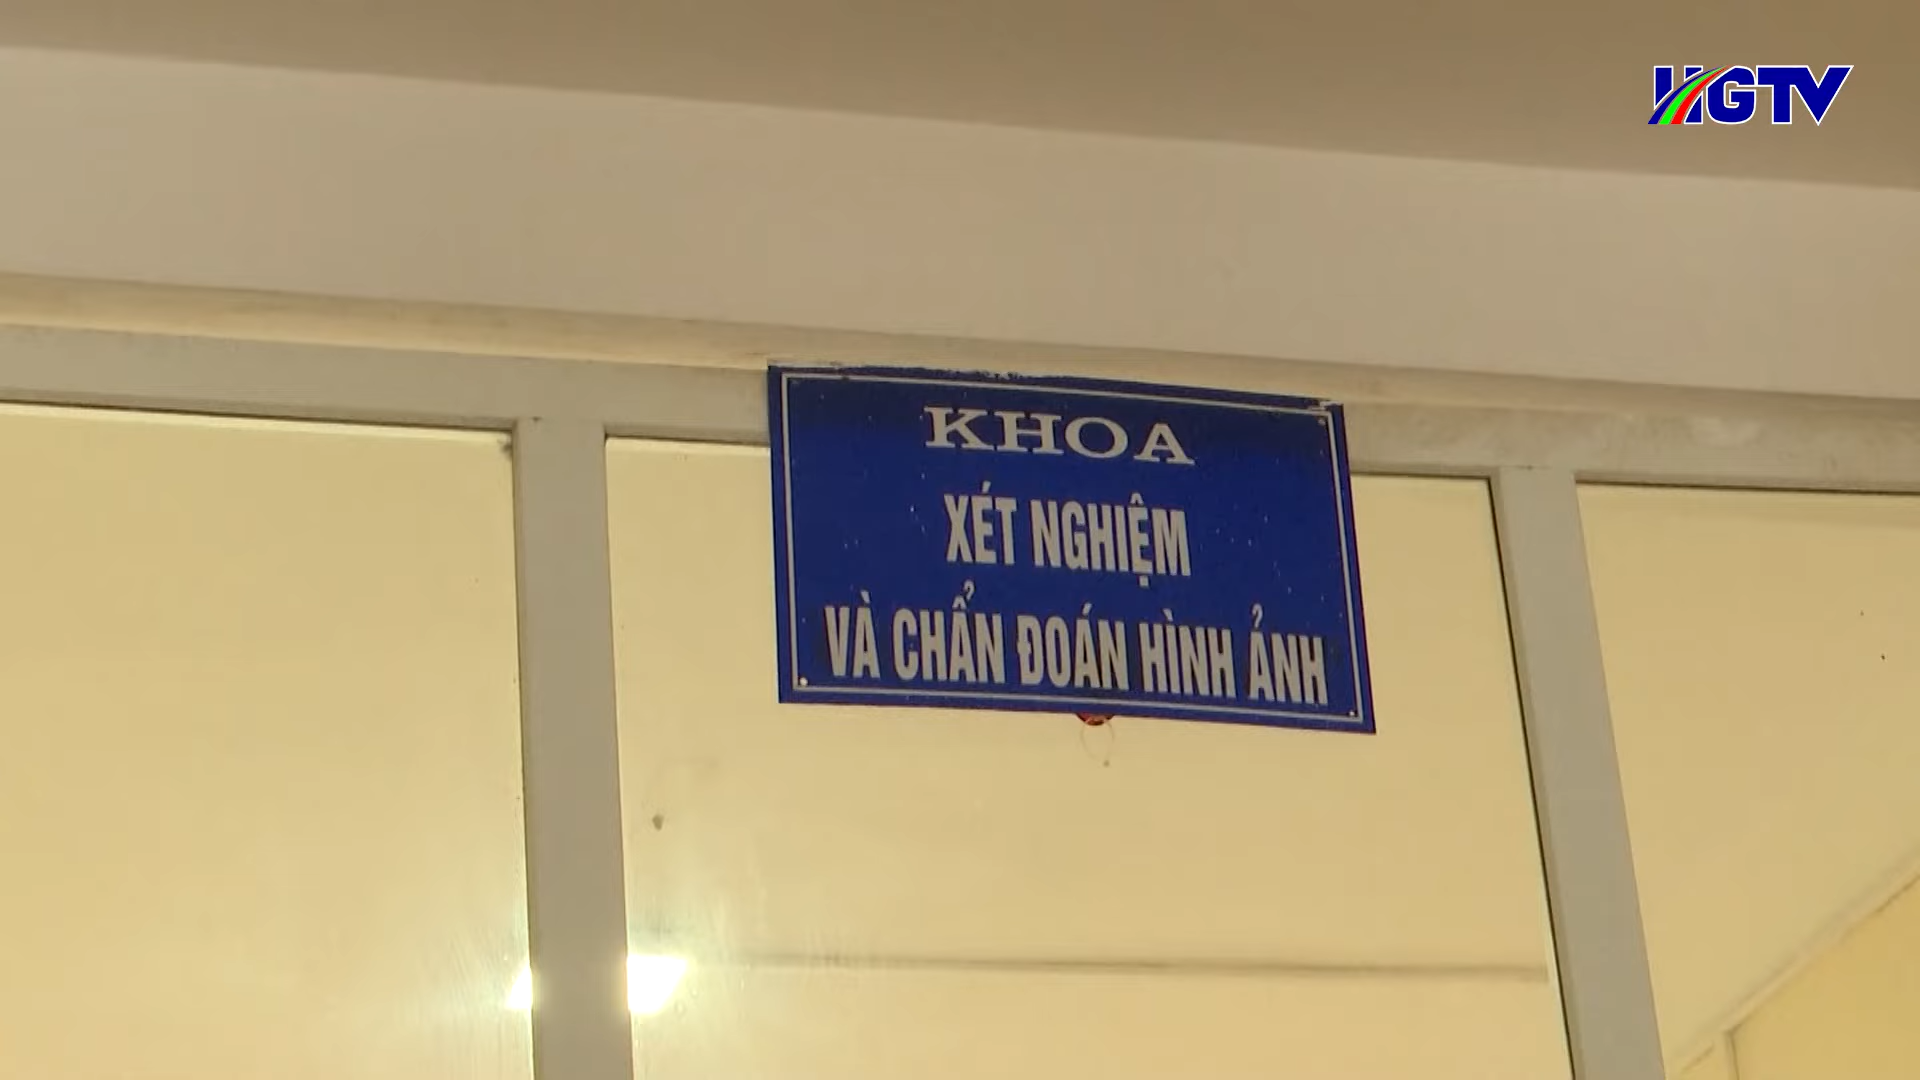 HGTV
KHOA
XÉT NGHIỆM
VÀ CHẨN ĐOÁN HÌNH ẢNH